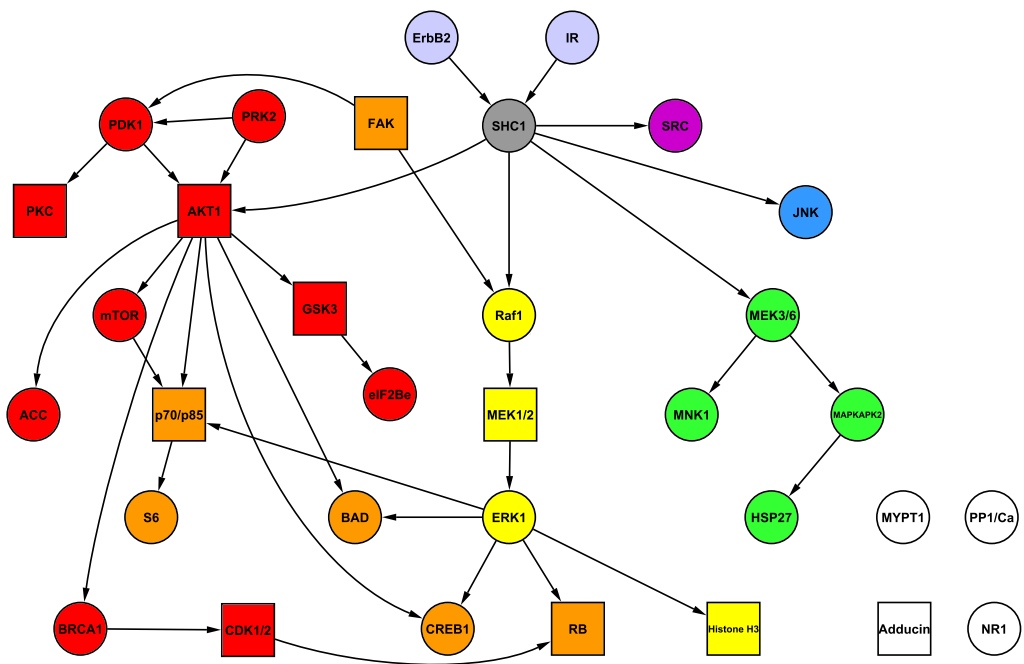 ErbB2
IR
PDK1
PRK2
FAK
SHC1
SRC
PKC
AKT1
JNK
mTOR
GSK3
Raf1
MEK3/6
ACC
p70/p85
eIF2Be
MEK1/2
MNK1
MAPKAPK2
S6
BAD
ERK1
HSP27
MYPT1
PP1/Ca
BRCA1
CDK1/2
CREB1
RB
Histone H3
Adducin
NR1